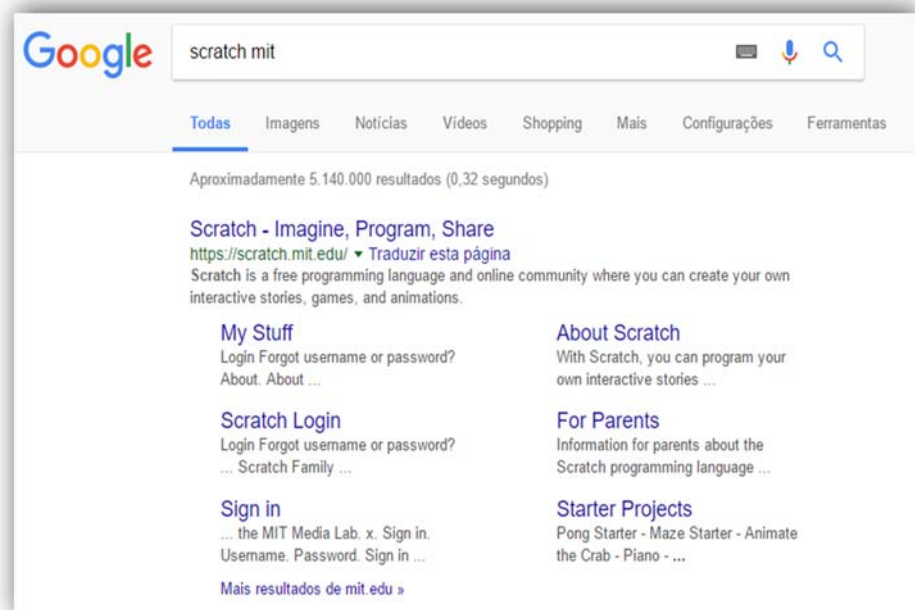 Google scratch mit
Todas Imagens Notícias Vídeos Shopping Mais Configurações Ferramentas
Aproximadamente 5.140.000 resultados (0,32 segundos)
Scratch - Imagine, Program, Share
https://scratch.mit.edu/ ▾ Traduzir esta página
Scratch is a free programming language and online community where you can create your own
interactive stories, games, and animations.
My Stuff
Login Forgot username or password?
About. About ...
About Scratch
With Scratch, you can program your
own interactive stories ...
Scratch Login
Login Forgot username or password?
... Scratch Family ...
For Parents
Information for parents about the
Scratch programming language ...
Sign in
... the MIT Media Lab. x. Sign in.
Username. Password. Sign in ...
Starter Projects
Pong Starter - Maze Starter - Animate
the Crab - Piano - ...
Mais resultados de mit.edu »